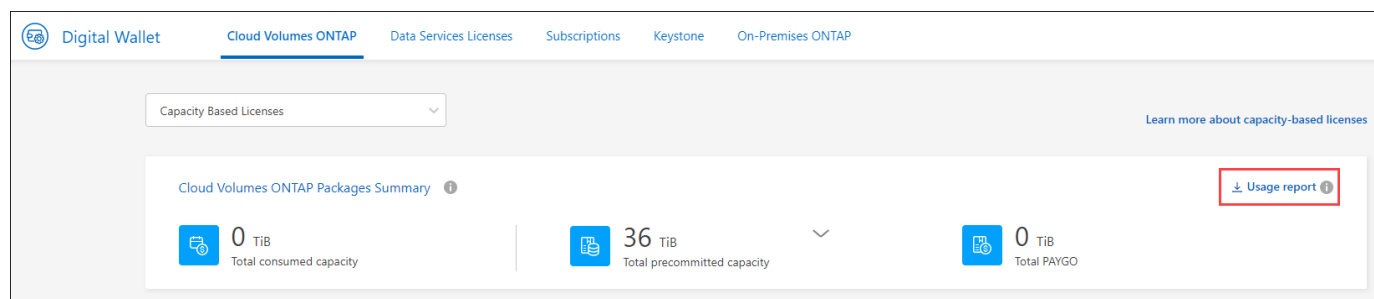 Digital Wallet
Cloud Volumes ONTAP
Data Services Licenses
Subscriptions
Keystone
On-Premises ONTAP
Capacity Based Licenses
Learn more about capacity-based licenses
Cloud Volumes ONTAP Packages Summary
Usage report
0 TiB
Total consumed capacity
36 TiB
Total precommitted capacity
0 TiB
Total PAYGO